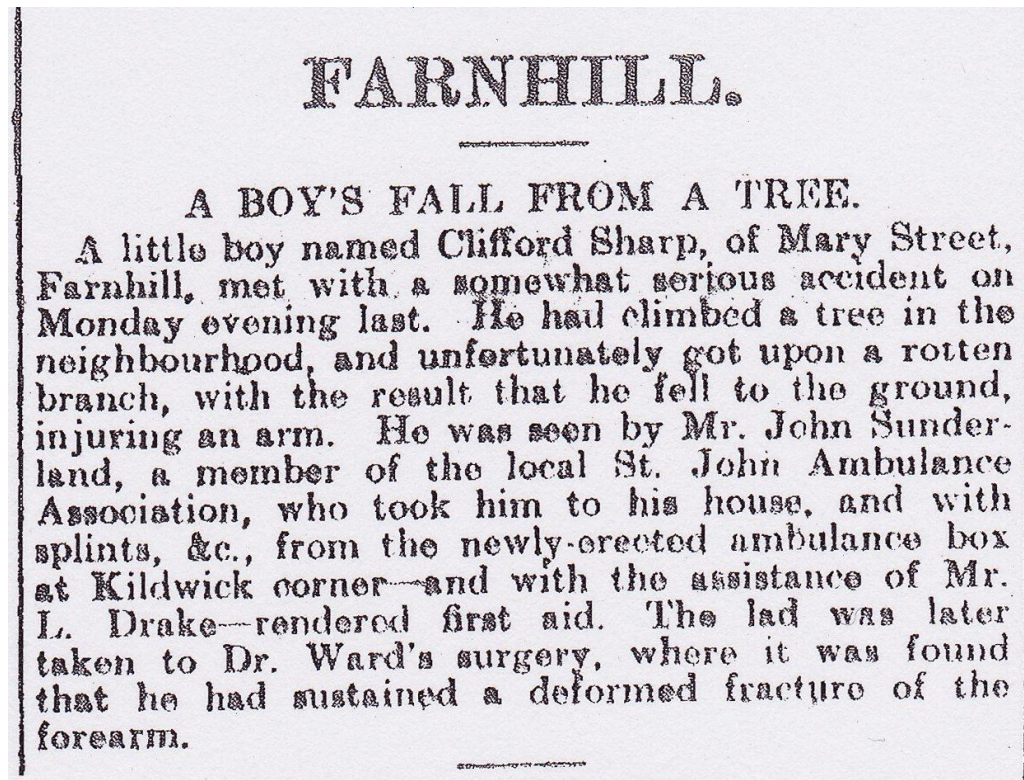 FARNHILL.
A BOY'S FALL FROM A TREE.
A little boy named Clifford Sharp, of Mary Street,
Farnhill, met with a somewhat serious accident on
Monday evening last. He had climbed a tree in the
neighbourhood, and unfortunately got upon a rotten
branch, with the result that he fell to the ground,
injuring an arm. He was seen by Mr. John Sunder-
land, a member of the local St. John Ambulance
Association, who took him to his house, and with
splints, &c., from the newly-erected ambulance box
at Kildwick corner—and with the assistance of Mr.
L. Drake—rendered first aid. The lad was later
taken to Dr. Ward's surgery, where it was found
that he had sustained a deformed fracture of the
forearm.